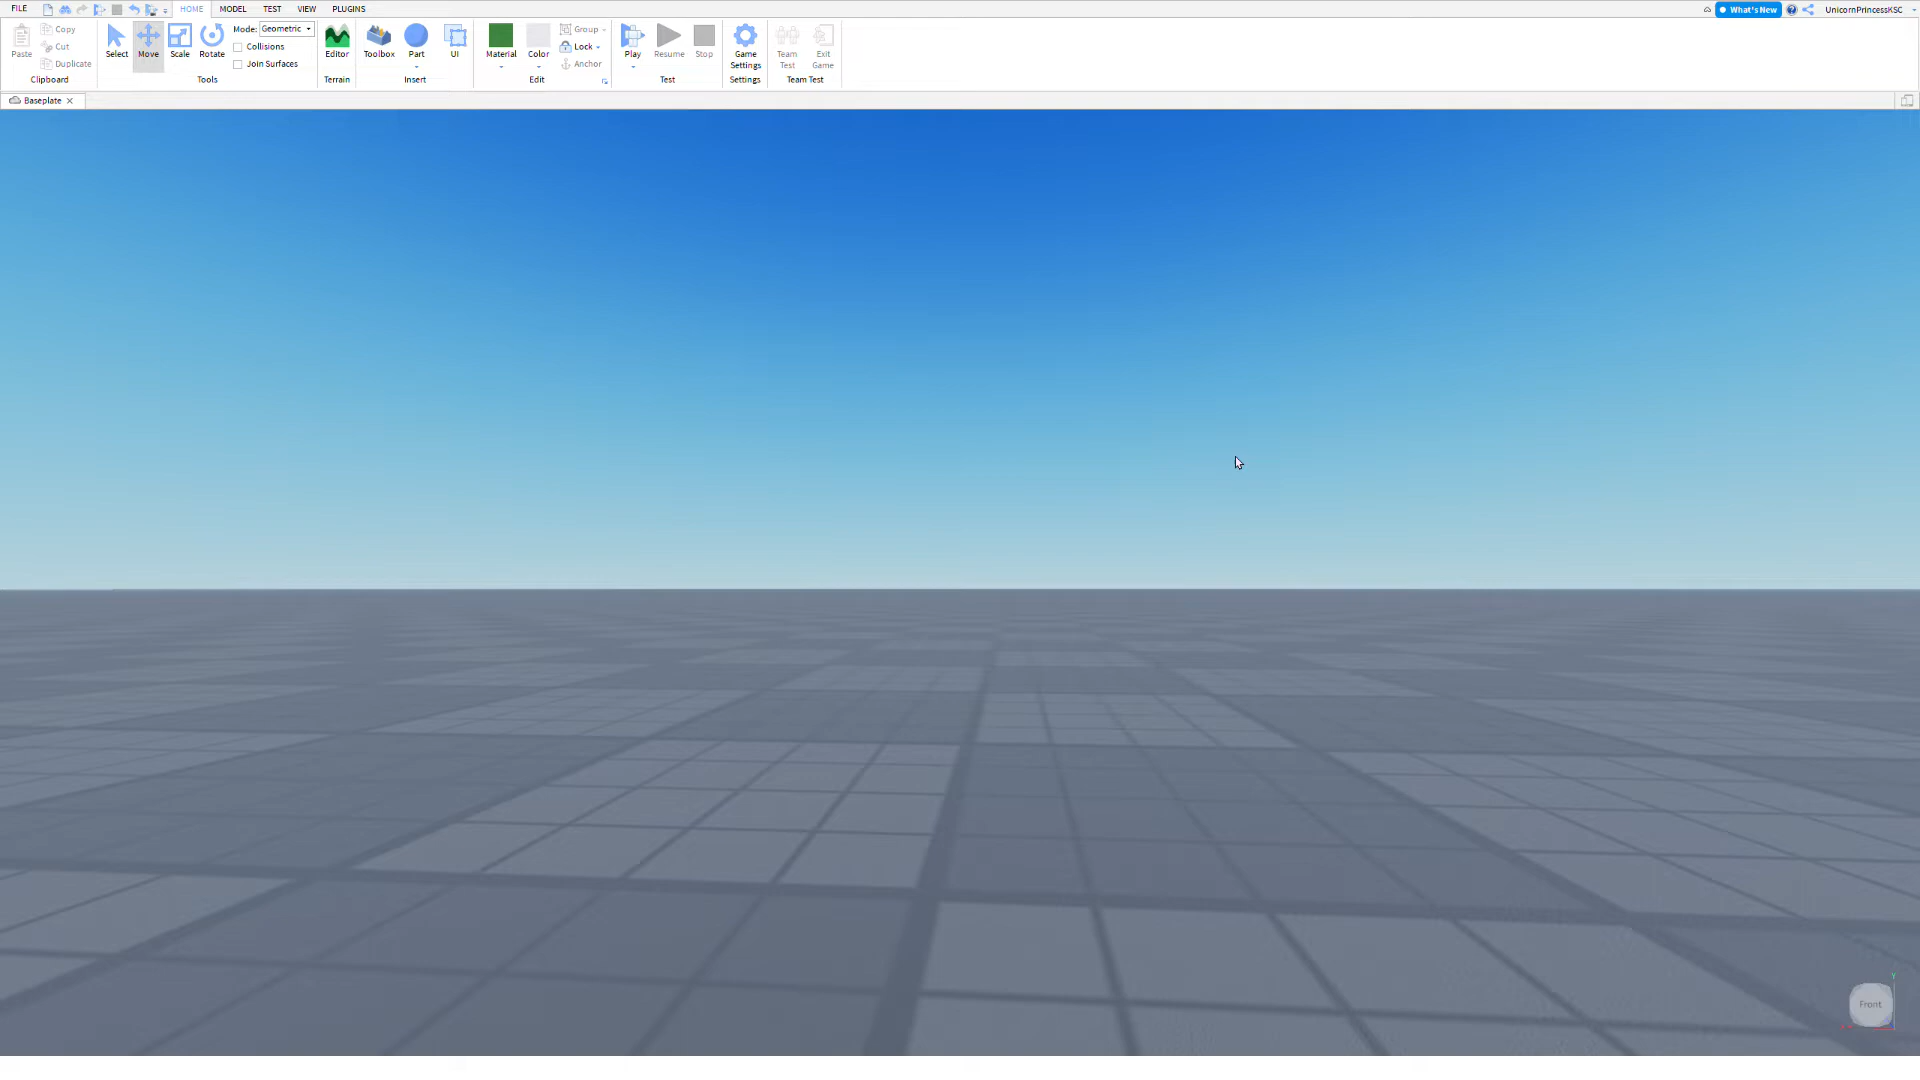 FILE HOME MODEL TEST VIEW PLUGINS What's New UnicornPrincessKSC
Paste Copy Cut Duplicate
Clipboard
Select Move Scale Rotate Mode: Geometric Collisions Join Surfaces
Tools
Editor
Terrain
Toolbox Part UI
Insert
Material Color Group Lock Anchor
Edit
Play Resume Stop
Test
Game Settings
Settings
Team Test Exit Game
Team Test
Baseplate
Y
Front